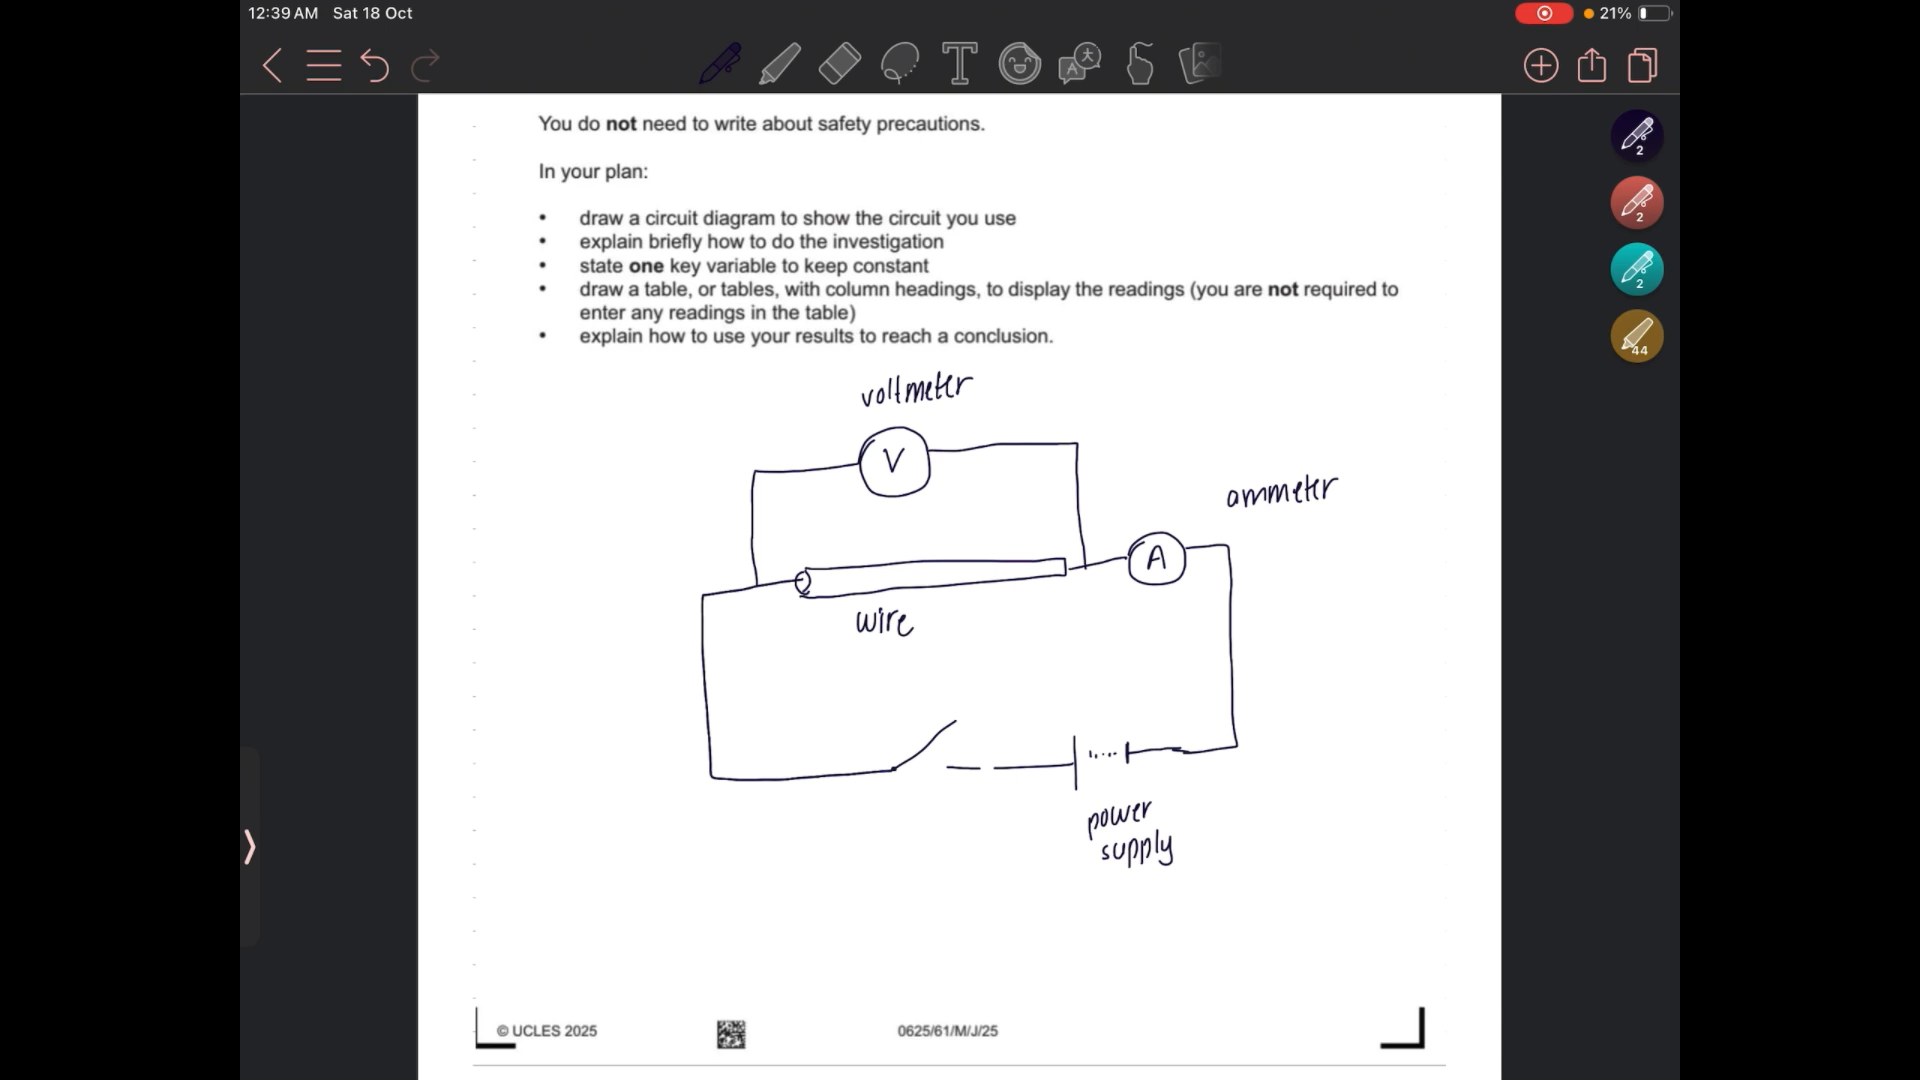 12:39 AM Sat 18 Oct
21%
You do not need to write about safety precautions.
In your plan:
• draw a circuit diagram to show the circuit you use
• explain briefly how to do the investigation
• state one key variable to keep constant
• draw a table, or tables, with column headings, to display the readings (you are not required to
enter any readings in the table)
• explain how to use your results to reach a conclusion.
2
2
2
44
voltmeter
V
ammeter
A
wire
power
supply
© UCLES 2025
0625/61/M/J/25